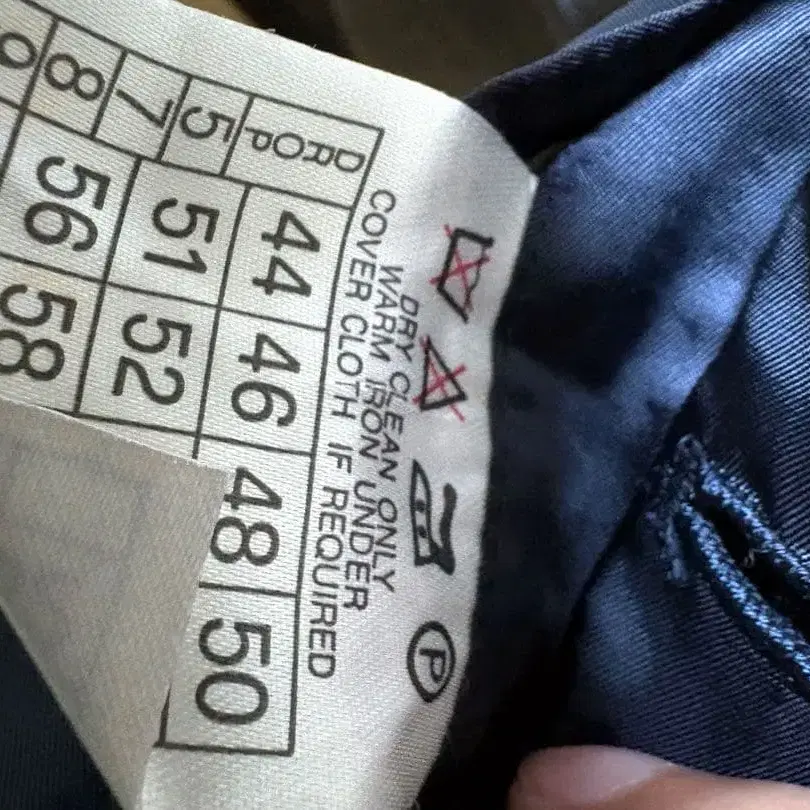 P
DRY CLEAN ONLY
WARM IRON UNDER
COVER CLOTH IF REQUIRED
DROP
5
7
8
44 46 48 50
51 52
56 58